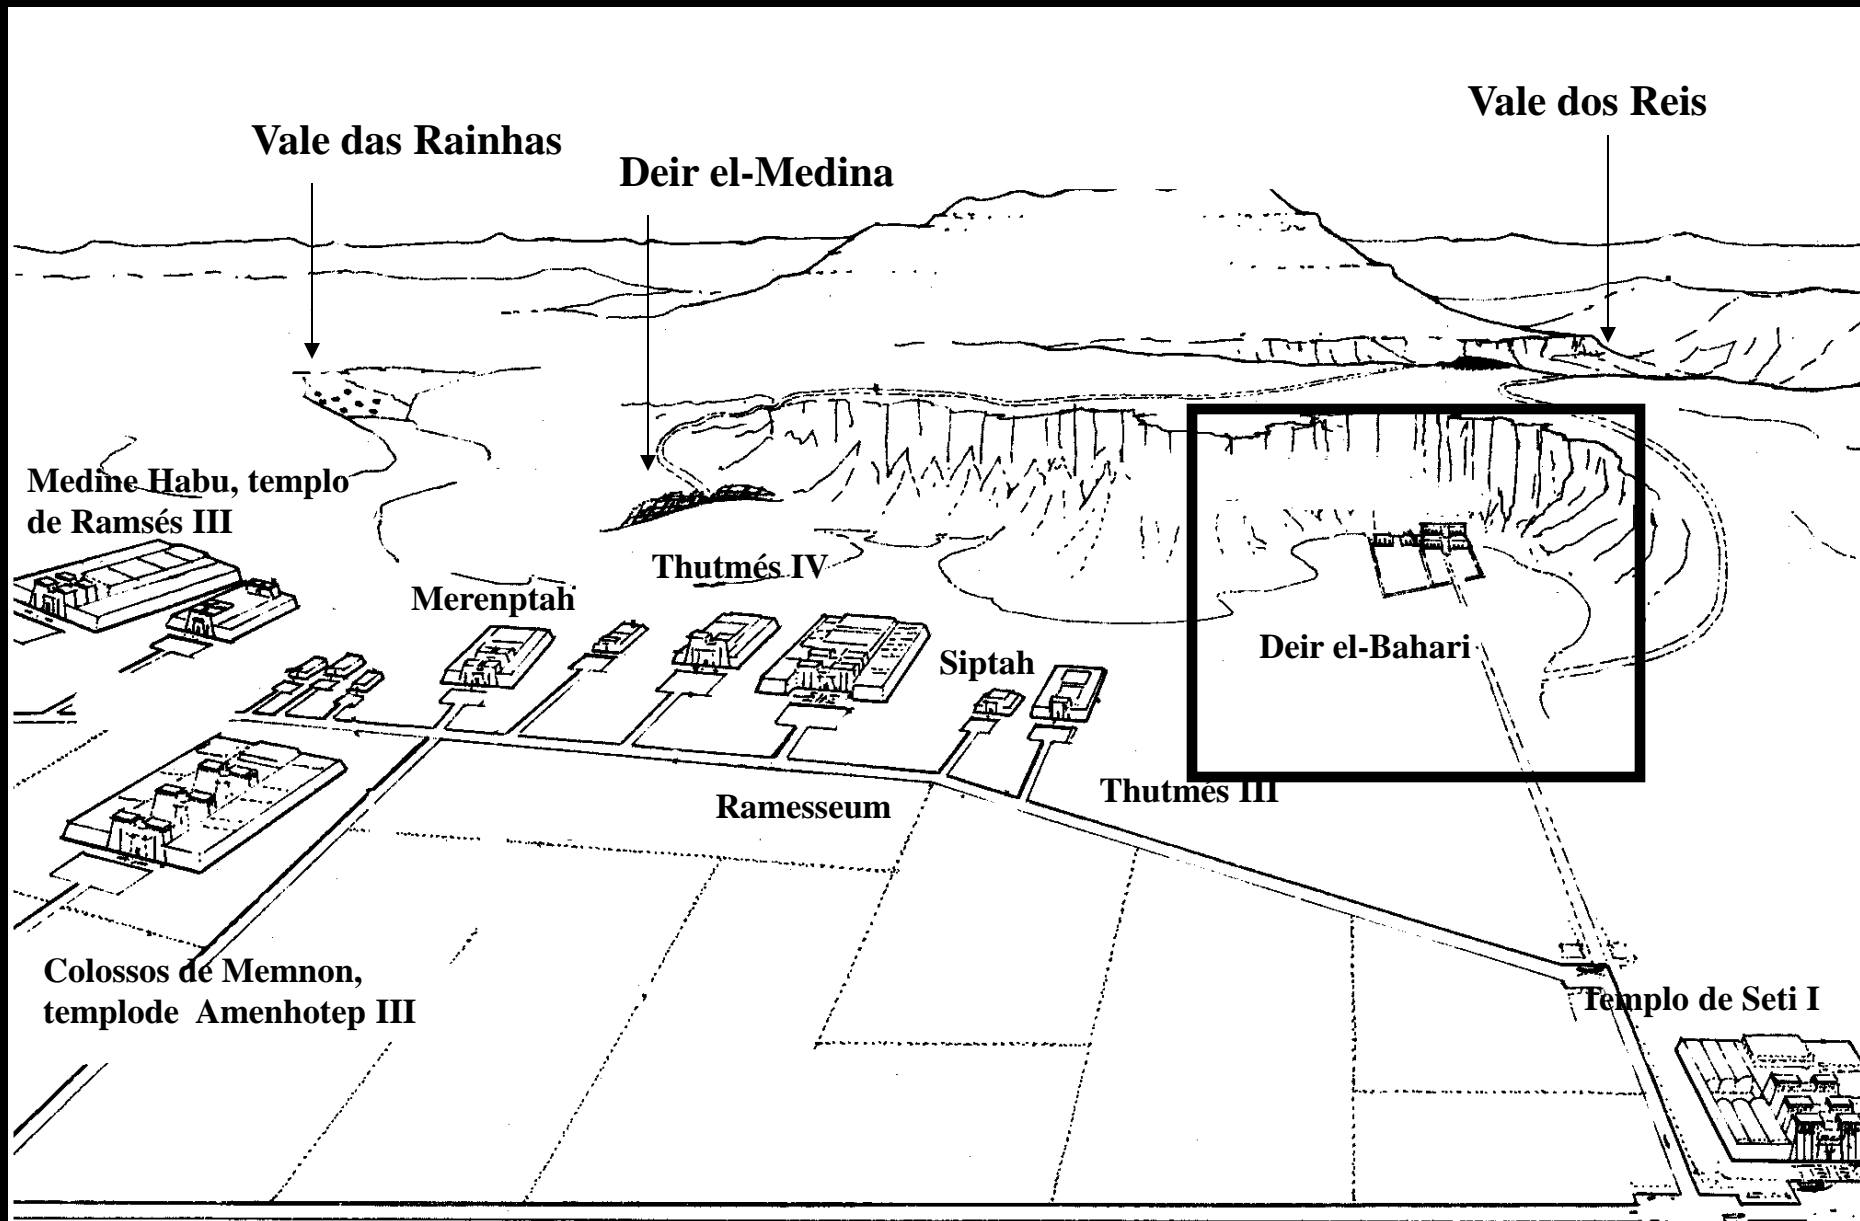 Vale dos Reis
Vale das Rainhas
Deir el-Medina
Medine Habu, templo
de Ramsés III
Thutmés IV
Merenptah
Deir el-Bahari
Siptah
Thutmés III
Ramesseum
Colossos de Memnon,
templode Amenhotep III
Templo de Seti I